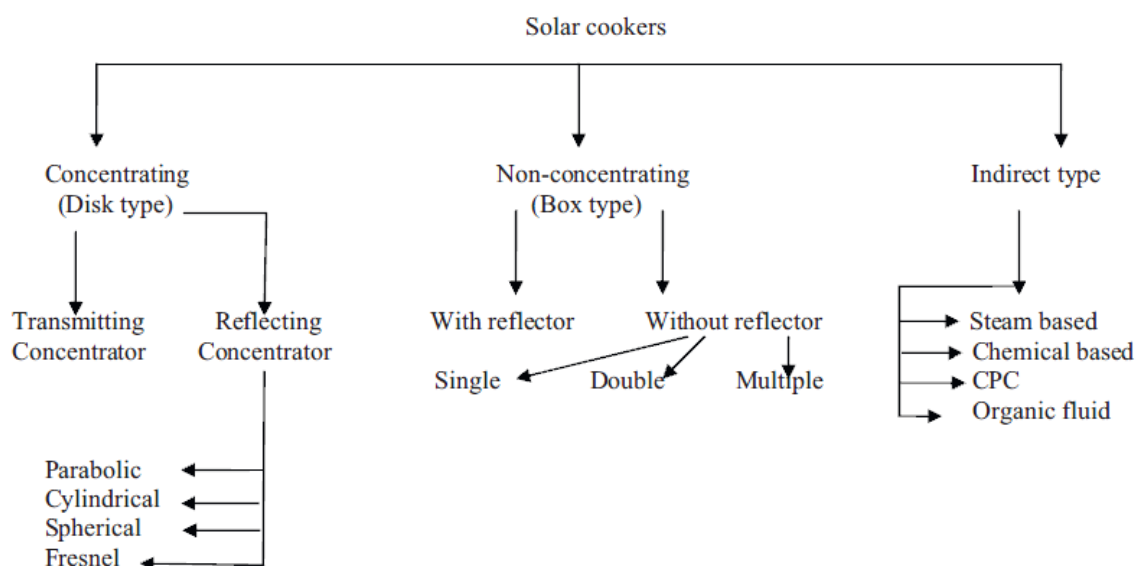 Solar cookers
Concentrating
(Disk type)
Non-concentrating
(Box type)
Indirect type
Transmitting
Concentrator
Reflecting
Concentrator
With reflector
Without reflector
Single
Double
Multiple
Steam based
Chemical based
CPC
Organic fluid
Parabolic
Cylindrical
Spherical
Fresnel